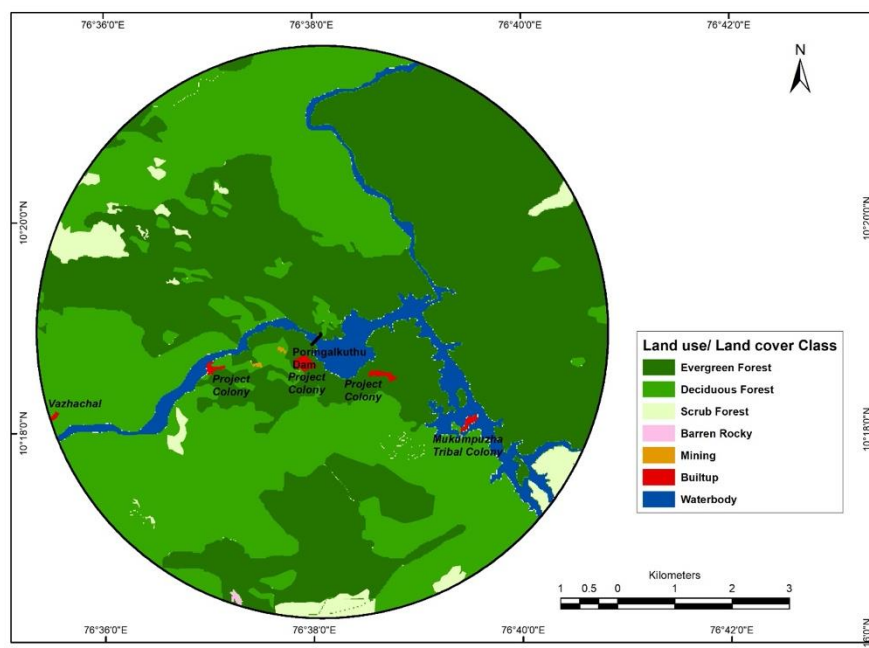 76°36'0"E 76°38'0"E 76°40'0"E 76°42'0"E
N
10°20'0"N
10°20'0"N
Poringalkuthu
Dam
Project
Colony
Project
Colony
Project
Colony
Vazhachal
Mukumpuzha
Tribal Colony
10°18'0"N
10°18'0"N
Land use/ Land cover Class
Evergreen Forest
Deciduous Forest
Scrub Forest
Barren Rocky
Mining
Builtup
Waterbody
Kilometers
1 0.5 0 1 2 3
76°36'0"E 76°38'0"E 76°40'0"E 76°42'0"E